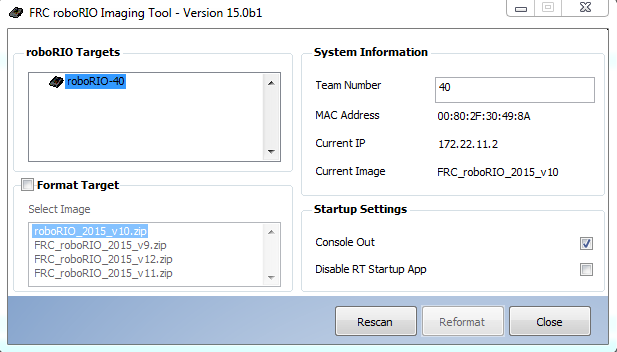 FRC roboRIO Imaging Tool - Version 15.0b1
roboRIO Targets
roboRIO-40
Format Target
Select Image
roboRIO_2015_v10.zip
FRC_roboRIO_2015_v9.zip
FRC_roboRIO_2015_v12.zip
FRC_roboRIO_2015_v11.zip
System Information
Team Number 40
MAC Address 00:80:2F:30:49:8A
Current IP 172.22.11.2
Current Image FRC_roboRIO_2015_v10
Startup Settings
Console Out
Disable RT Startup App
Rescan Reformat Close